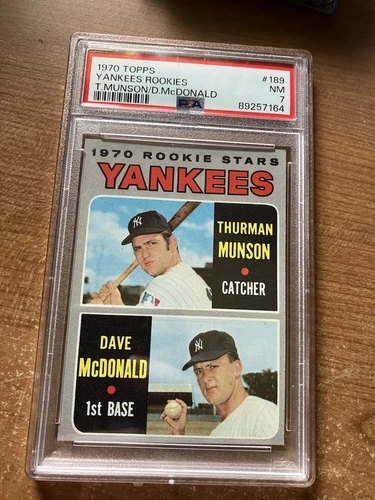 1970 TOPPS #189
YANKEES ROOKIES NM
T.MUNSON/D.McDONALD 7
PSA 89257164
1970 ROOKIE STARS
YANKEES
THURMAN
MUNSON
CATCHER
DAVE
McDONALD
1st BASE